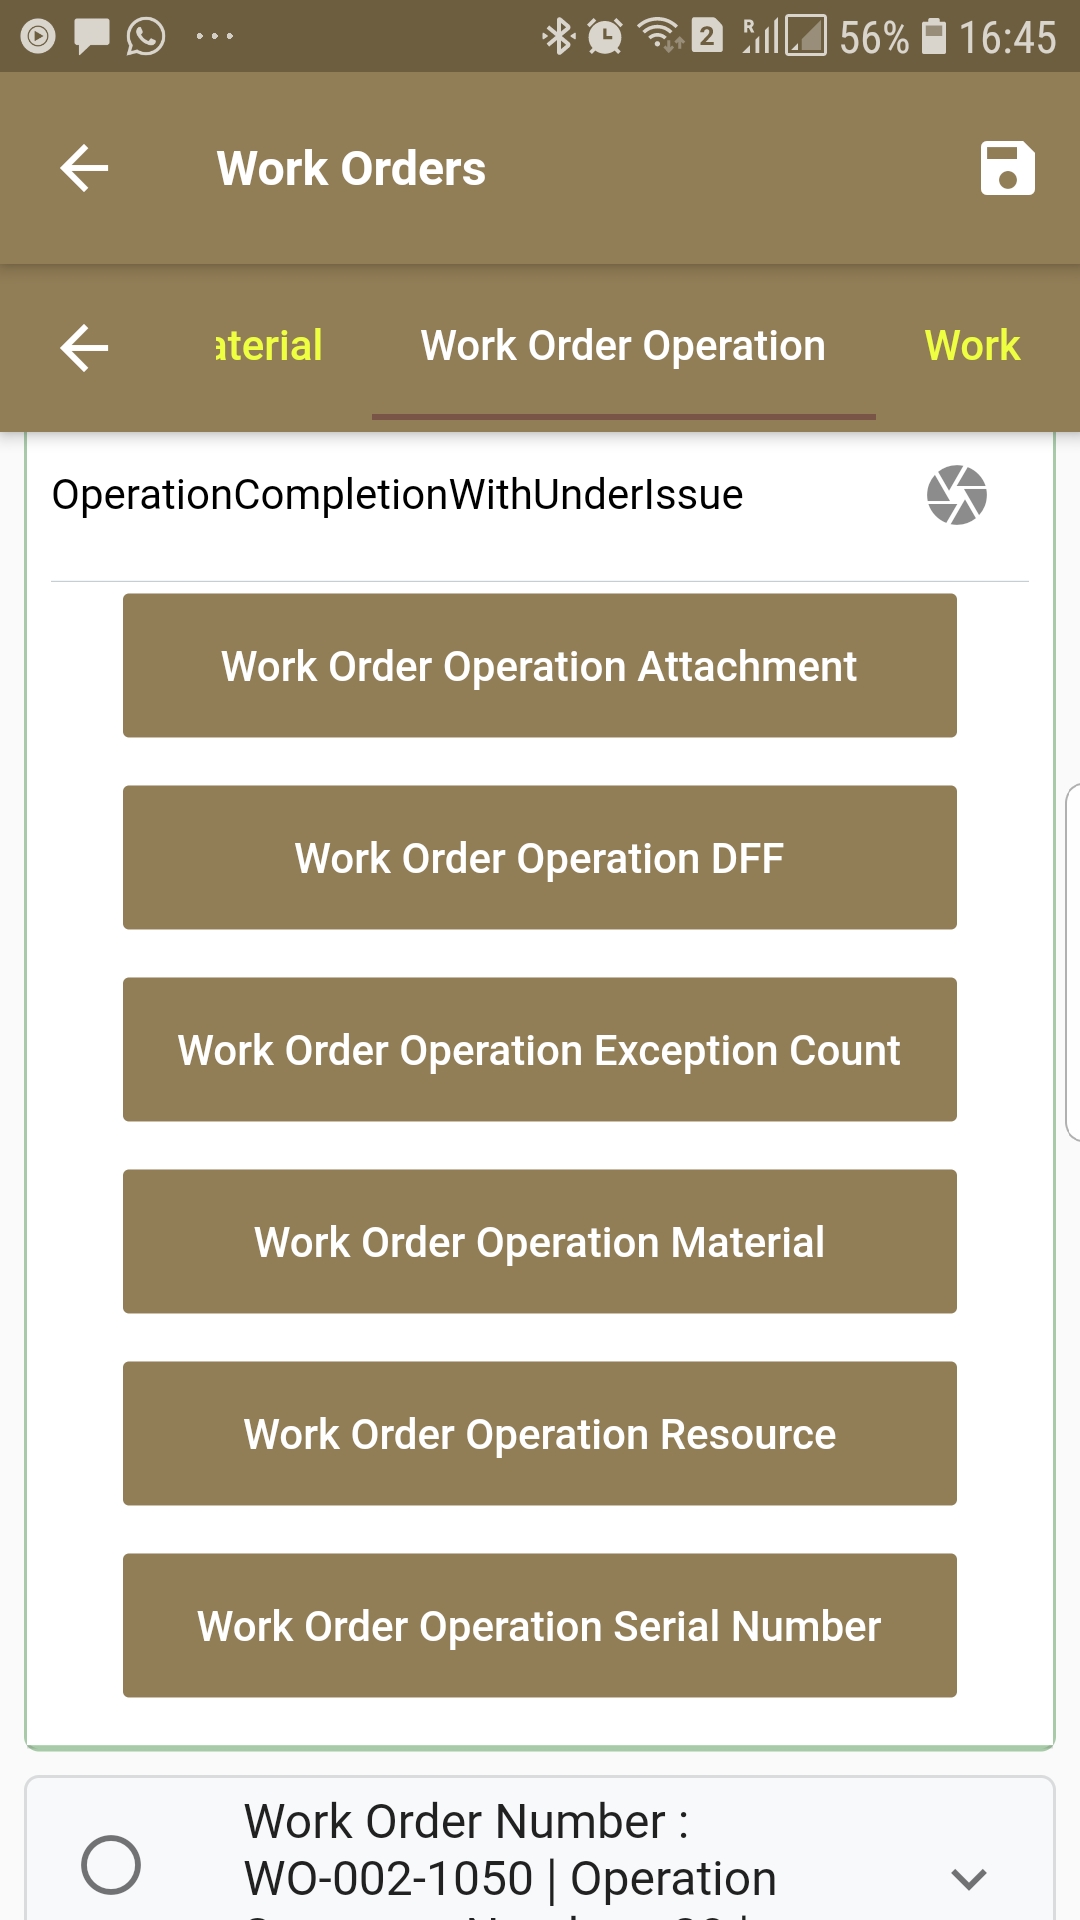 2 R 56% 16:45
Work Orders
aterial Work Order Operation Work
OperationCompletionWithUnderIssue
Work Order Operation Attachment
Work Order Operation DFF
Work Order Operation Exception Count
Work Order Operation Material
Work Order Operation Resource
Work Order Operation Serial Number
Work Order Number :
WO-002-1050 | Operation